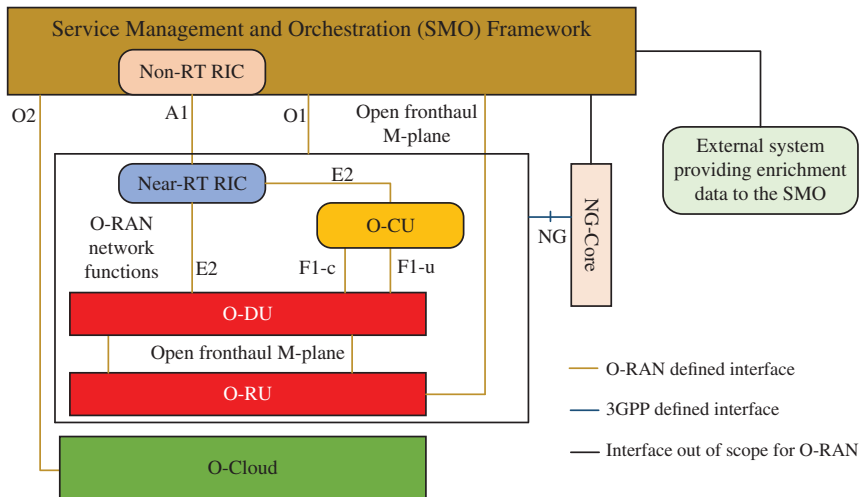 Service Management and Orchestration (SMO) Framework
Non-RT RIC
O2
A1
O1
Open fronthaul
M-plane
External system
providing enrichment
data to the SMO
Near-RT RIC
E2
O-CU
NG-Core
NG
O-RAN
network
functions
E2
F1-c
F1-u
O-DU
Open fronthaul M-plane
O-RU
O-RAN defined interface
3GPP defined interface
Interface out of scope for O-RAN
O-Cloud